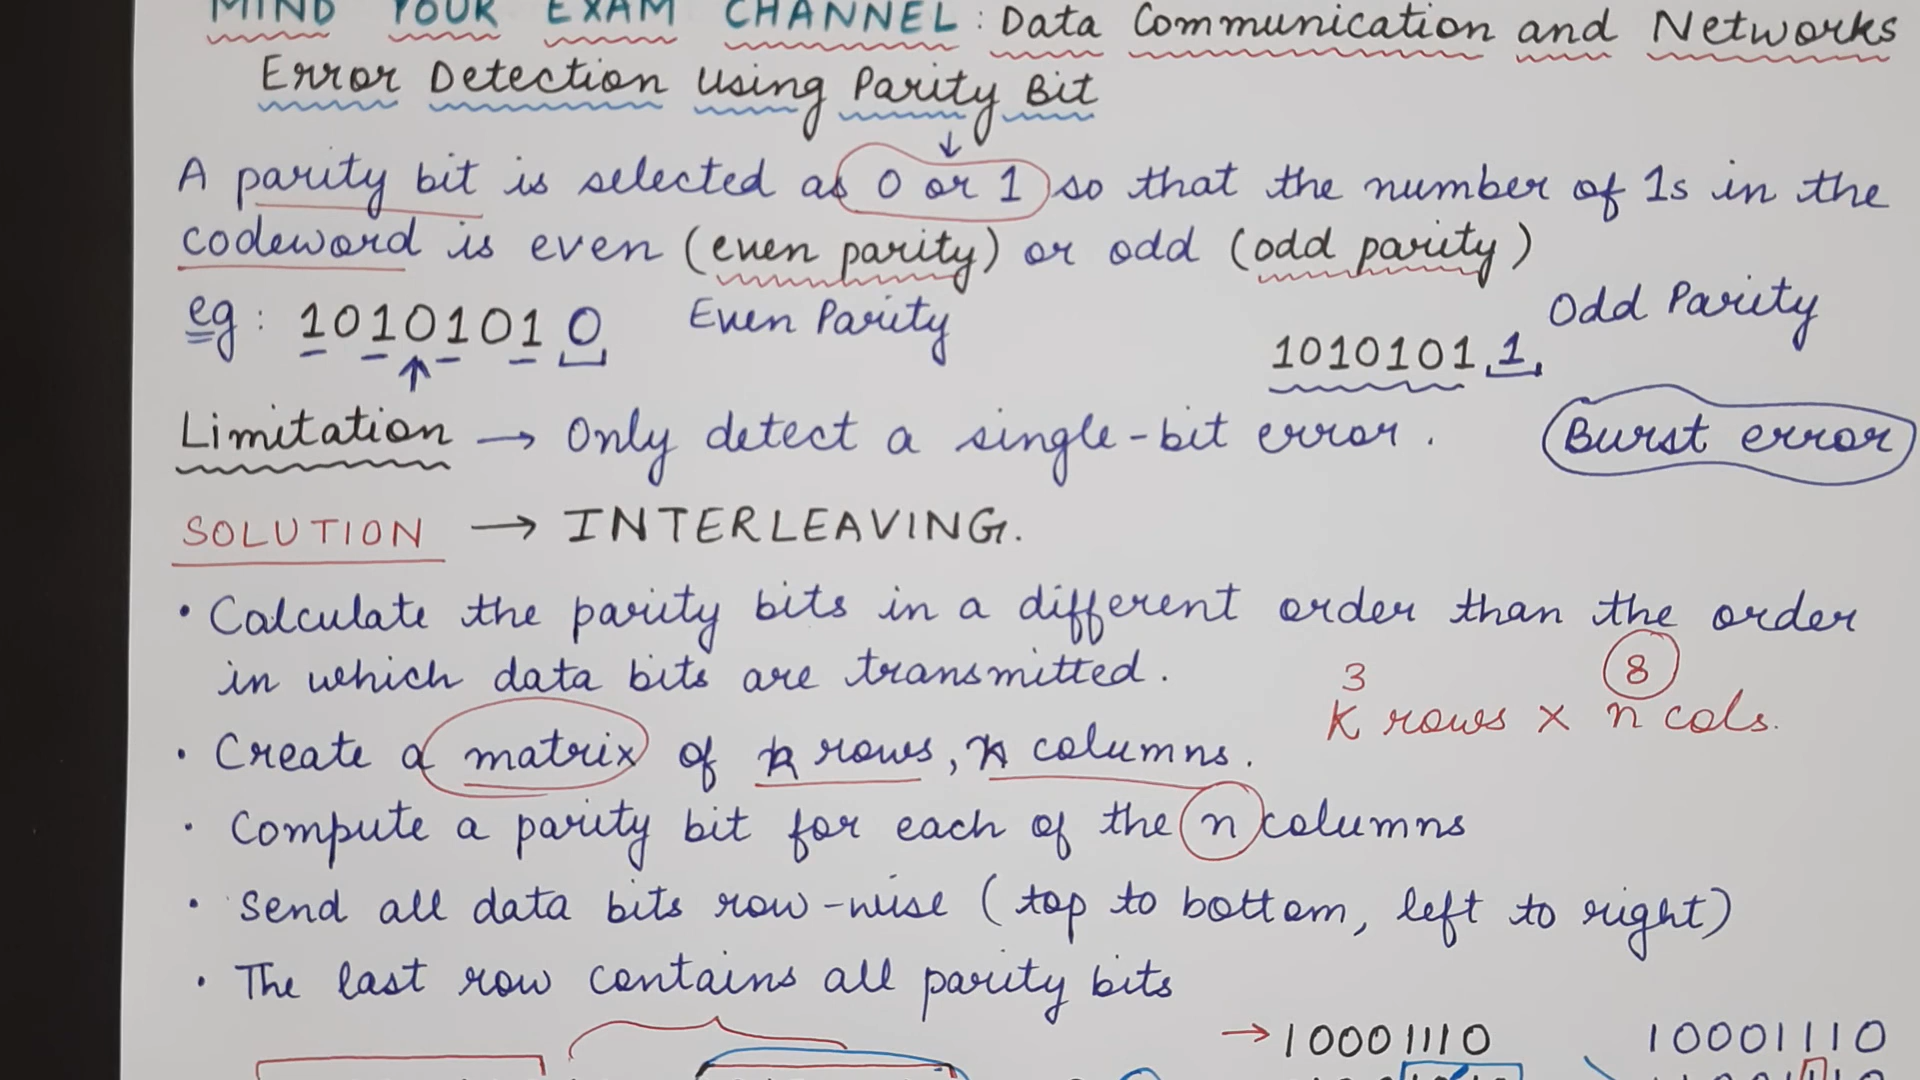 MIND YOUR EXAM CHANNEL: Data Communication and Networks
Error Detection using Parity Bit
A parity bit is selected as 0 or 1 so that the number of 1s in the
codeword is even (even parity) or odd (odd parity)
eg: 1010101 0 Even Parity
1010101 1 Odd Parity
Limitation → Only detect a single-bit error. Burst error
SOLUTION → INTERLEAVING.
• Calculate the parity bits in a different order than the order
in which data bits are transmitted.
3 8
K rows × n cols.
• Create a matrix of k rows, n columns.
• Compute a parity bit for each of the n columns
• Send all data bits row-wise (top to bottom, left to right)
• The last row contains all parity bits
→ 10001110 10001110